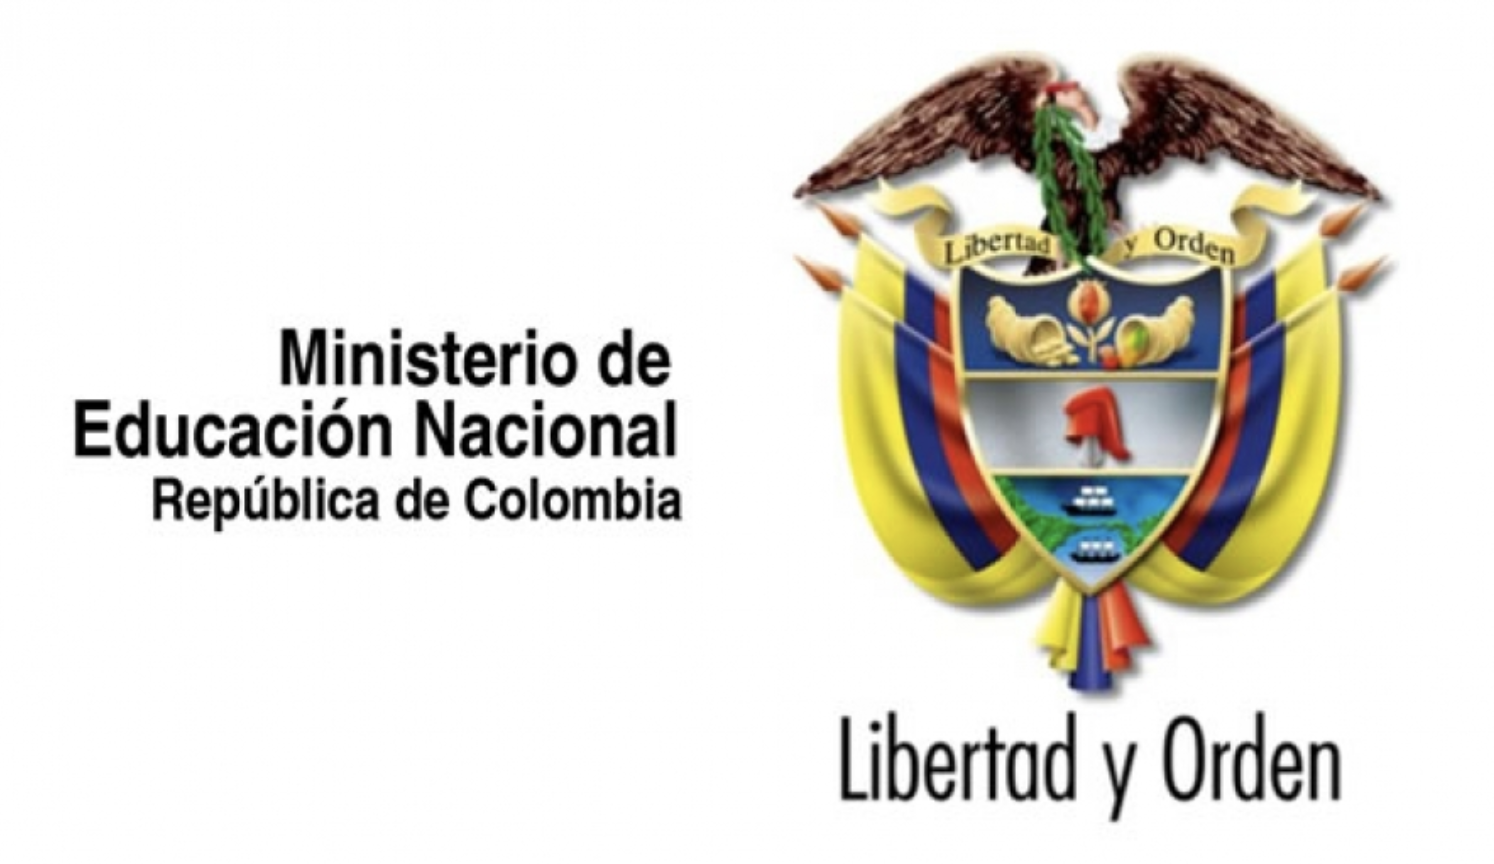 Ministerio de
Educación Nacional
República de Colombia
Libertad y Orden
Libertad y Orden